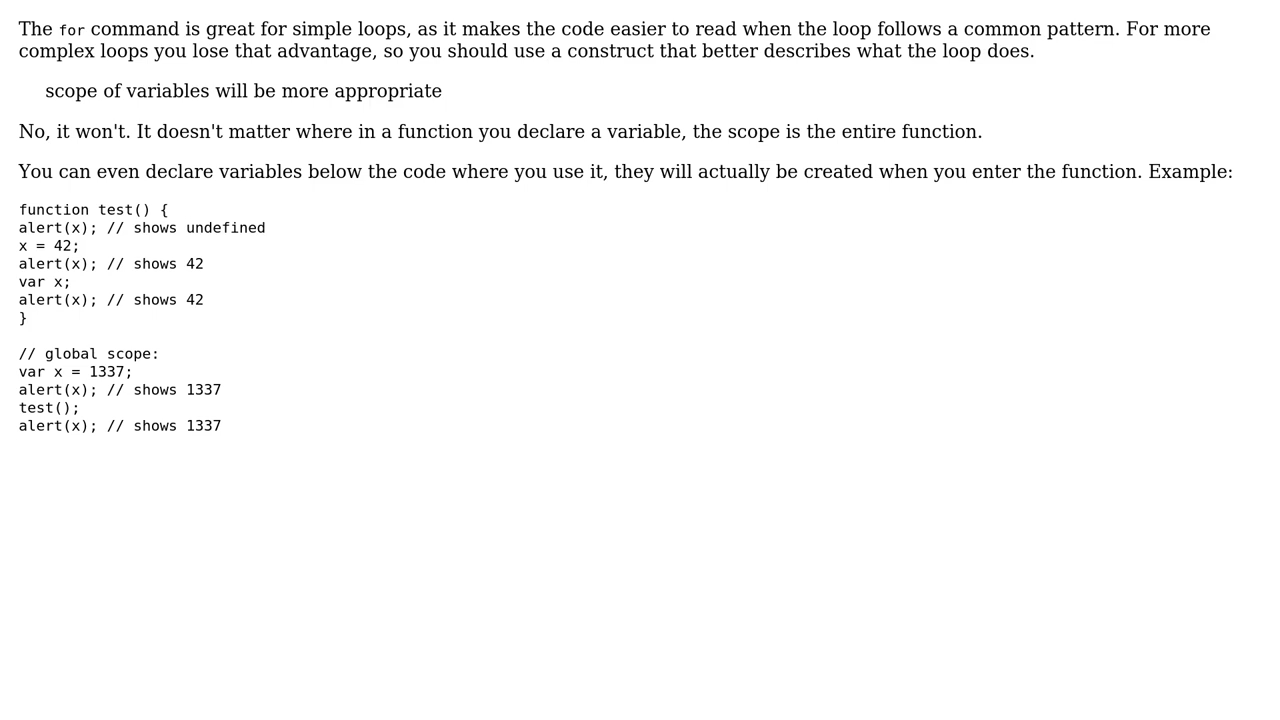 The for command is great for simple loops, as it makes the code easier to read when the loop follows a common pattern. For more
complex loops you lose that advantage, so you should use a construct that better describes what the loop does.
scope of variables will be more appropriate
No, it won't. It doesn't matter where in a function you declare a variable, the scope is the entire function.
You can even declare variables below the code where you use it, they will actually be created when you enter the function. Example:
function test() {
alert(x); // shows undefined
x = 42;
alert(x); // shows 42
var x;
alert(x); // shows 42
}
// global scope:
var x = 1337;
alert(x); // shows 1337
test();
alert(x); // shows 1337